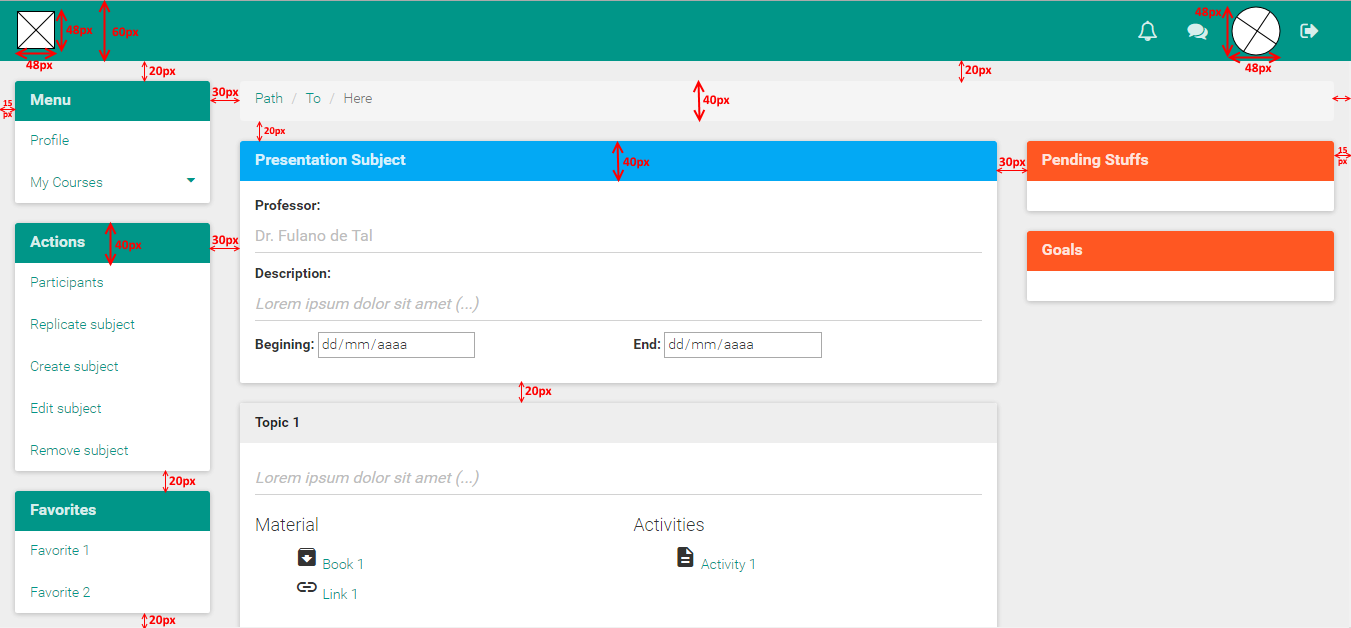 48px
60px
48px
48px
48px
20px
20px
15
px
Menu
30px
Path / To / Here
40px
Profile
My Courses
20px
Presentation Subject
40px
30px
Pending Stuffs
15
px
Professor:
Dr. Fulano de Tal
Description:
Lorem ipsum dolor sit amet (...)
Begining: dd/mm/aaaa
End: dd/mm/aaaa
Goals
Actions
40px
30px
Participants
Replicate subject
Create subject
Edit subject
Remove subject
20px
20px
Topic 1
Lorem ipsum dolor sit amet (...)
Material
Book 1
Link 1
Activities
Activity 1
Favorites
Favorite 1
Favorite 2
20px